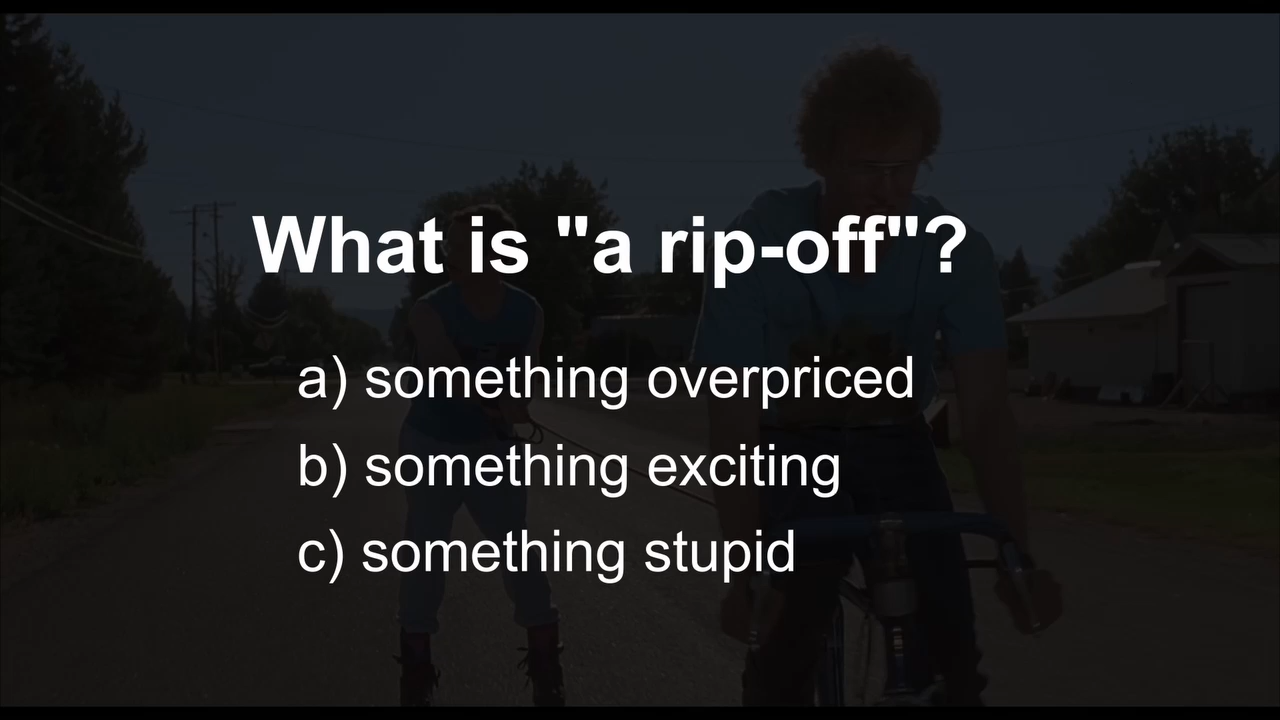 What is "a rip-off"?
a) something overpriced
b) something exciting
c) something stupid